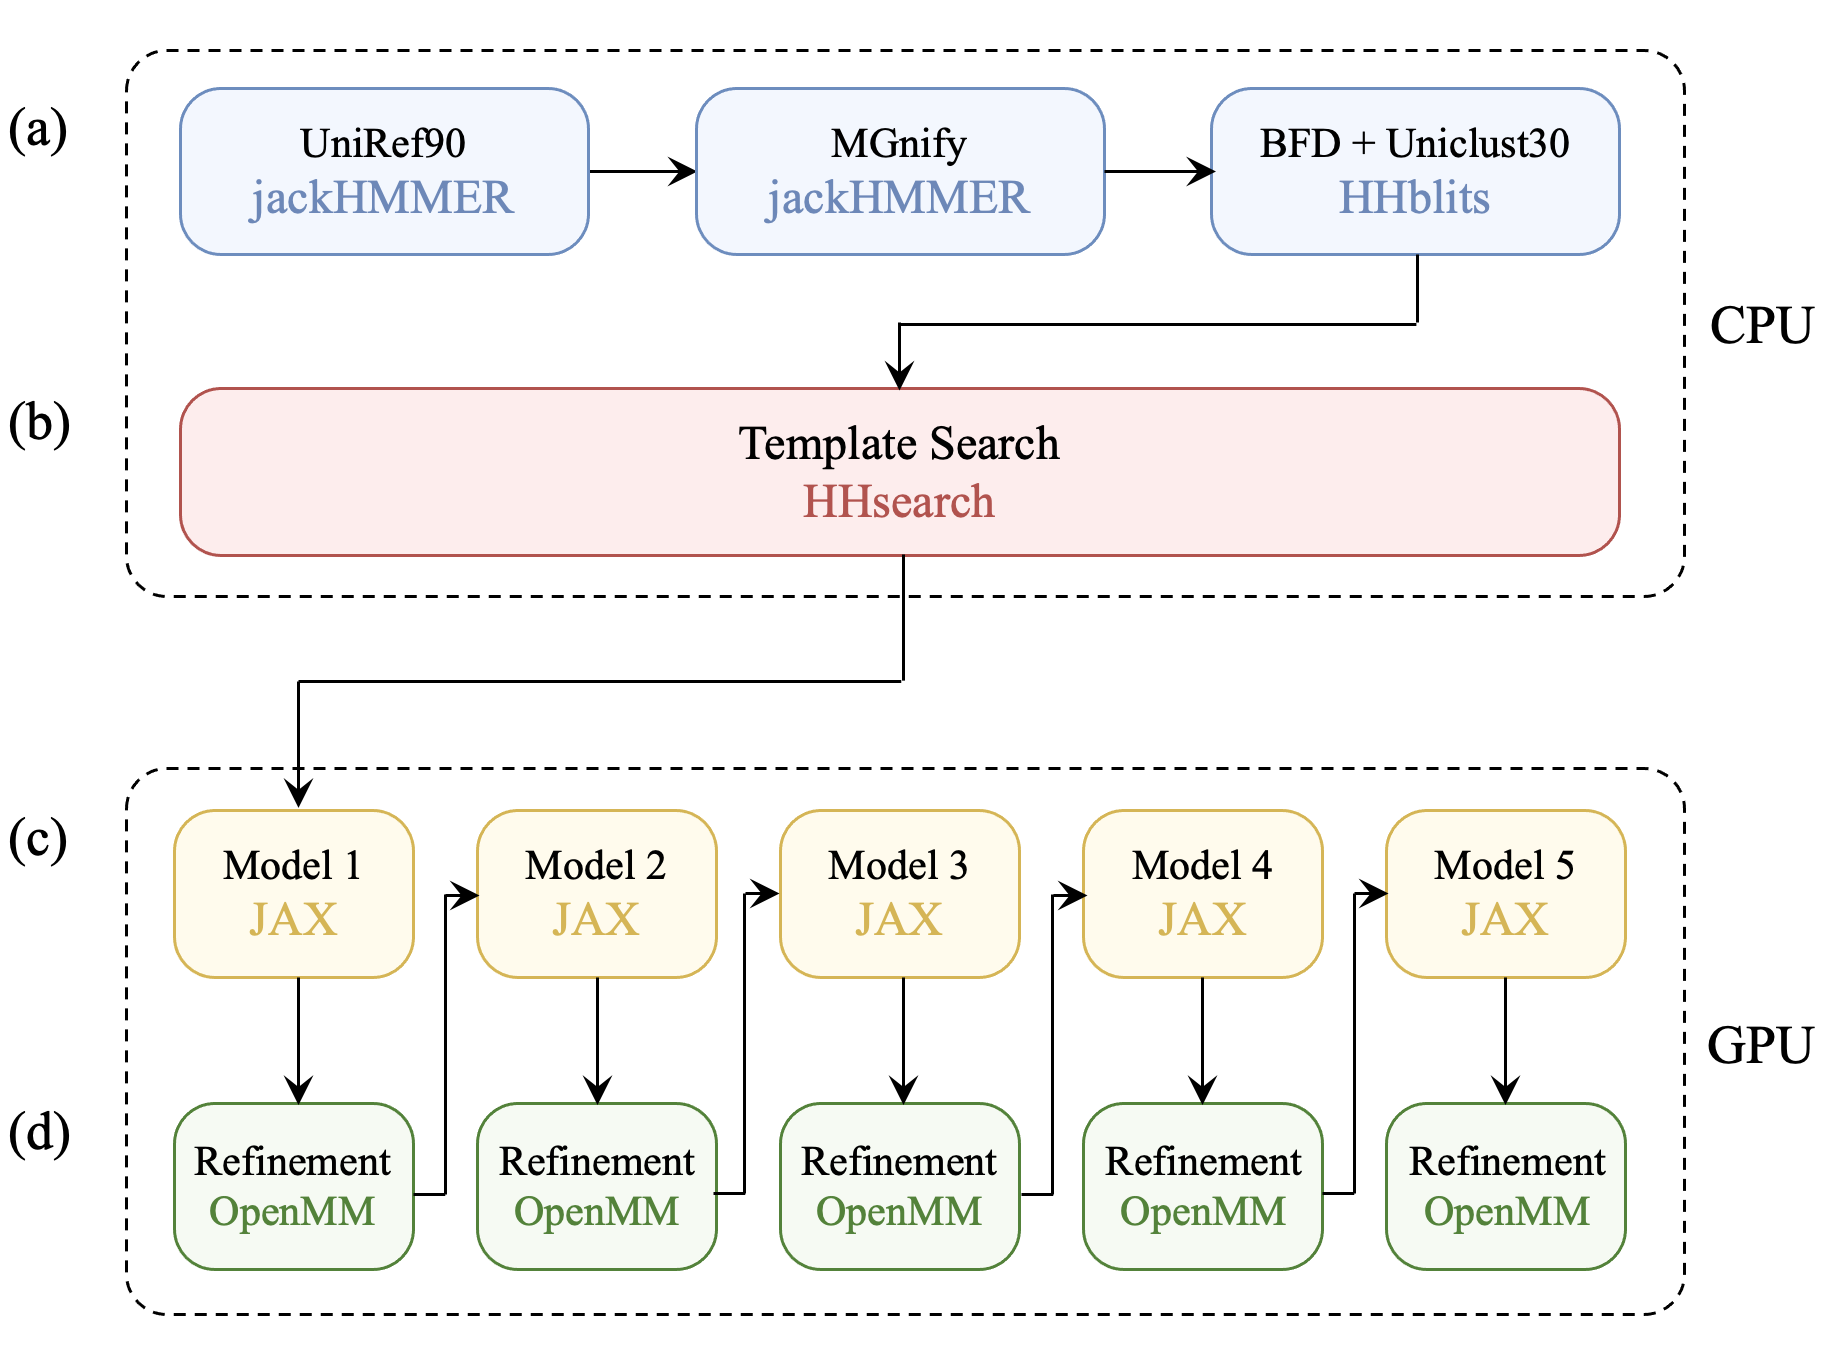 (a)
UniRef90
jackHMMER
MGnify
jackHMMER
BFD + Uniclust30
HHblits
CPU
(b)
Template Search
HHsearch
(c)
Model 1
JAX
Model 2
JAX
Model 3
JAX
Model 4
JAX
Model 5
JAX
GPU
(d)
Refinement
OpenMM
Refinement
OpenMM
Refinement
OpenMM
Refinement
OpenMM
Refinement
OpenMM